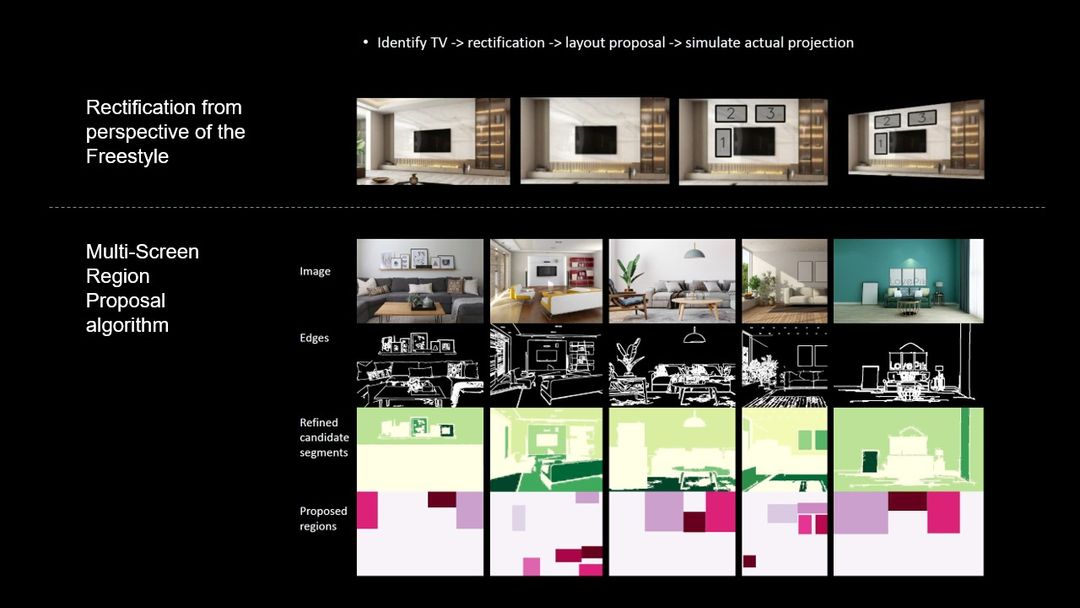 • Identify TV -> rectification -> layout proposal -> simulate actual projection
Rectification from
perspective of the
Freestyle
2 3
1
2 3
1
Multi-Screen
Region
Proposal
algorithm
Image
Edges
Refined
candidate
segments
Proposed
regions